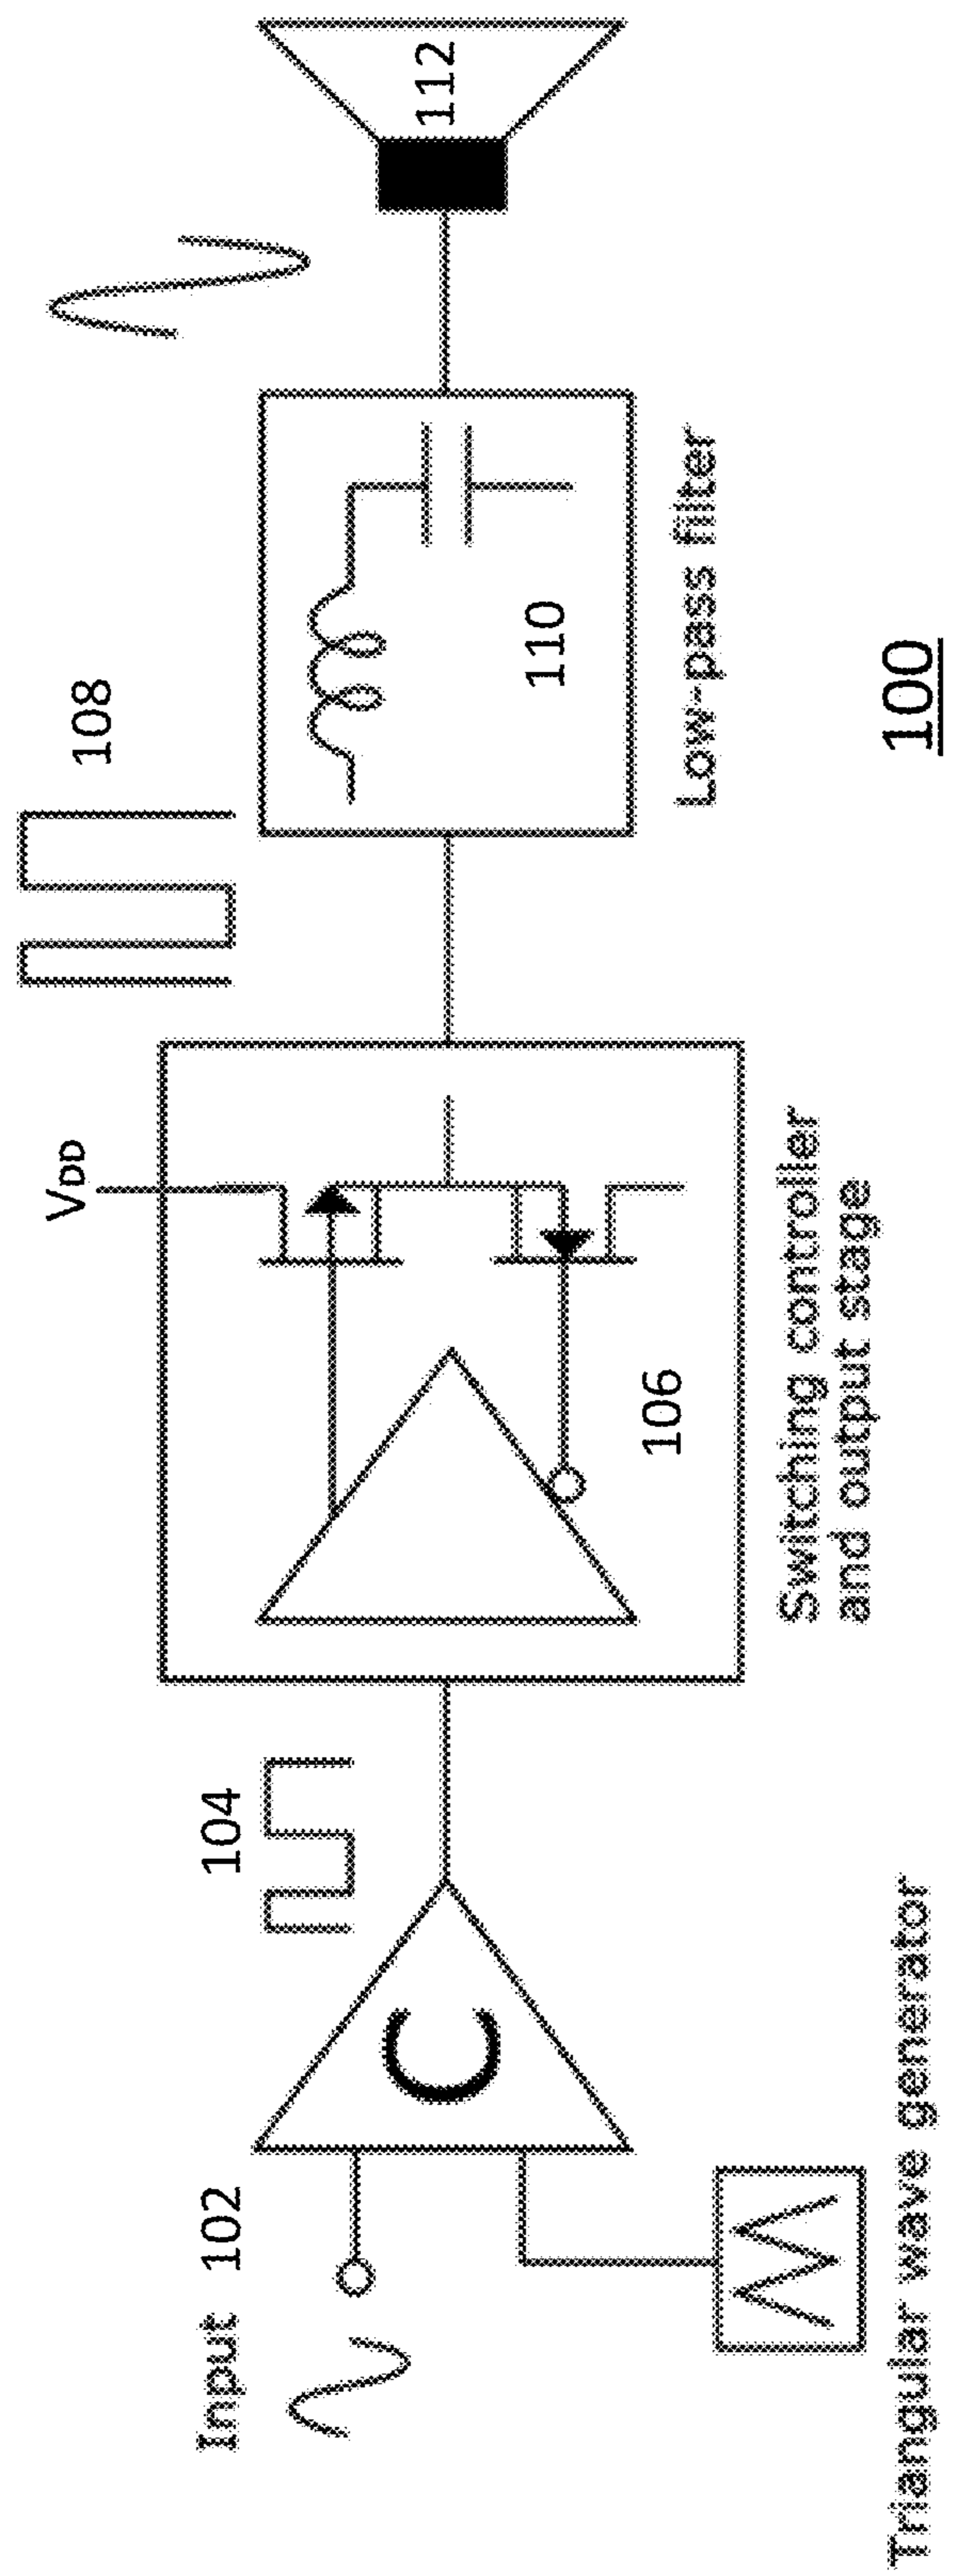 Input 102
C
Triangular wave generator
104
VDD
106
Switching controller
and output stage
108
110
Low-pass filter
112
100